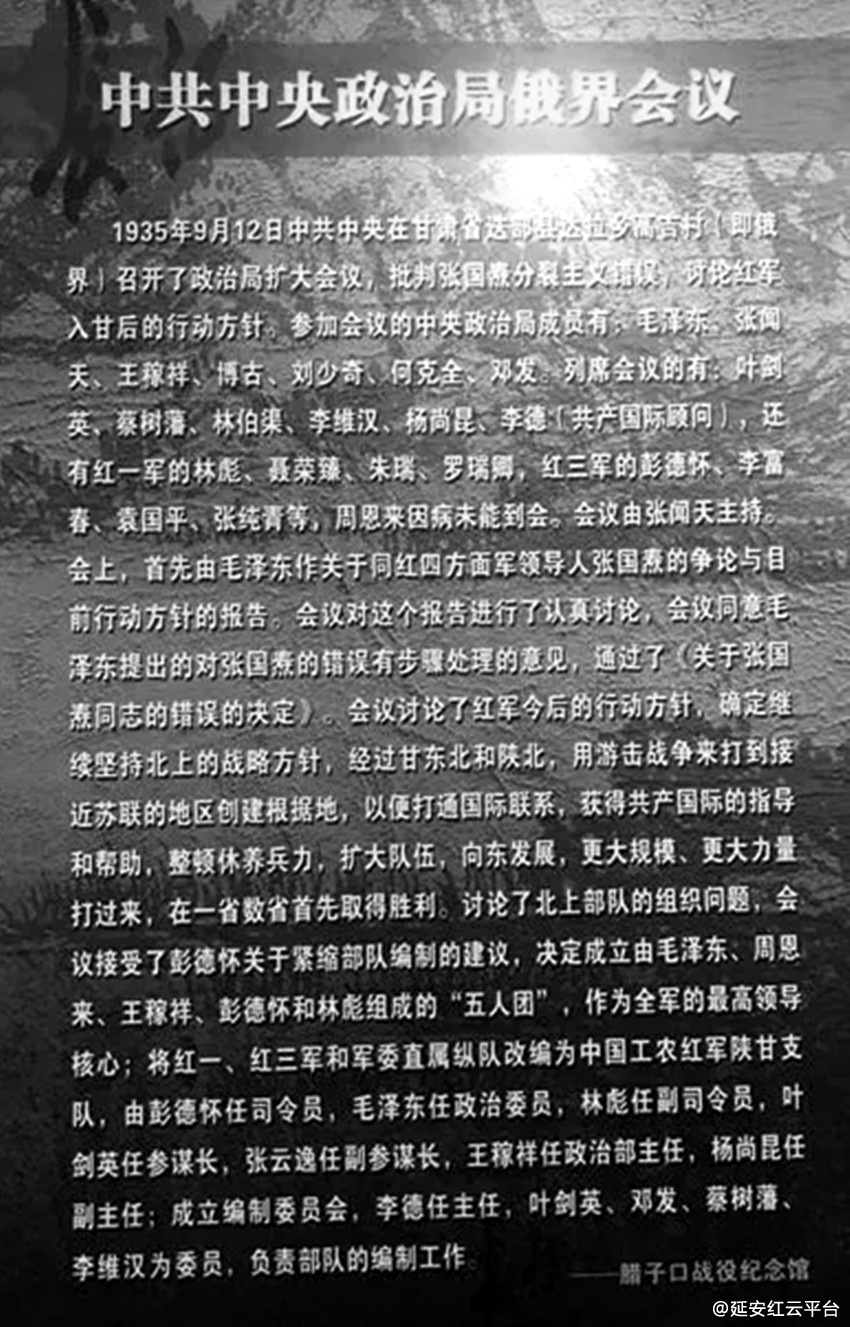 中共中央政治局俄界会议
1935年9月12日中共中央在甘肃省迭部县达拉乡高吉村（即俄
界）召开了政治局扩大会议，批判张国焘分裂主义错误，讨论红军
入甘后的行动方针。参加会议的中央政治局成员有：毛泽东、张闻
天、王稼祥、博古、刘少奇、何克全、邓发。列席会议的有：叶剑
英、蔡树藩、林伯渠、李维汉、杨尚昆、李德（共产国际顾问），还
有红一军的林彪、聂荣臻、朱瑞、罗瑞卿，红三军的彭德怀、李富
春、袁国平、张纯青等，周恩来因病未能到会。会议由张闻天主持。
会上，首先由毛泽东作关于同红四方面军领导人张国焘的争论与目
前行动方针的报告。会议对这个报告进行了认真讨论，会议同意毛
泽东提出的对张国焘的错误有步骤处理的意见，通过了《关于张国
焘同志的错误的决定》。会议讨论了红军今后的行动方针，确定继
续坚持北上的战略方针，经过甘东北和陕北，用游击战争来打到接
近苏联的地区创建根据地，以便打通国际联系，获得共产国际的指导
和帮助，整顿休养兵力，扩大队伍，向东发展，更大规模、更大力量
打过来，在一省数省首先取得胜利。讨论了北上部队的组织问题，会
议接受了彭德怀关于紧缩部队编制的建议，决定成立由毛泽东、周恩
来、王稼祥、彭德怀和林彪组成的“五人团”，作为全军的最高领导
核心；将红一、红三军和军委直属纵队改编为中国工农红军陕甘支
队，由彭德怀任司令员，毛泽东任政治委员，林彪任副司令员，叶
剑英任参谋长，张云逸任副参谋长，王稼祥任政治部主任，杨尚昆任
副主任；成立编制委员会，李德任主任，叶剑英、邓发、蔡树藩、
李维汉为委员，负责部队的编制工作。
——腊子口战役纪念馆
@延安红云平台